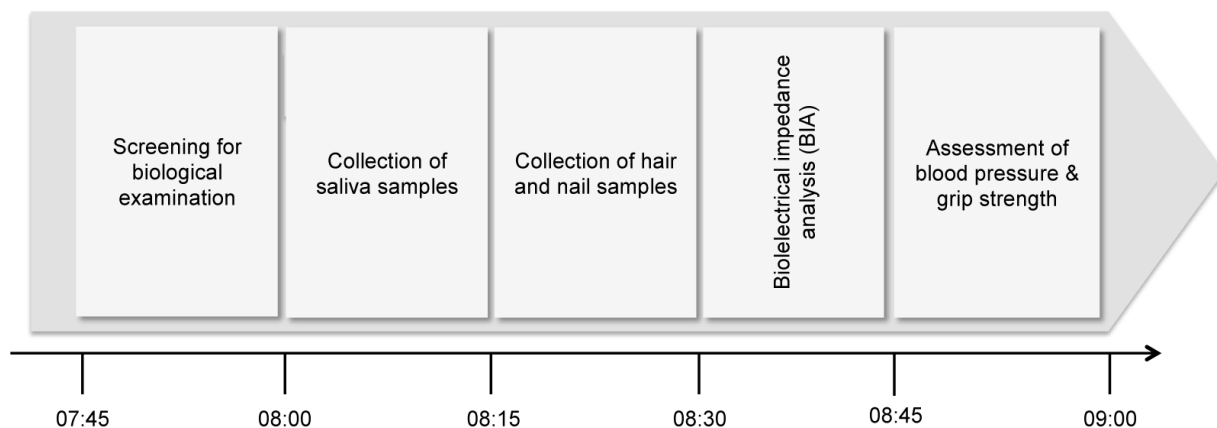 Screening for
biological
examination
Collection of
saliva samples
Collection of hair
and nail samples
Biolelectrical impedance
analysis (BIA)
Assessment of
blood pressure &
grip strength
07:45
08:00
08:15
08:30
08:45
09:00